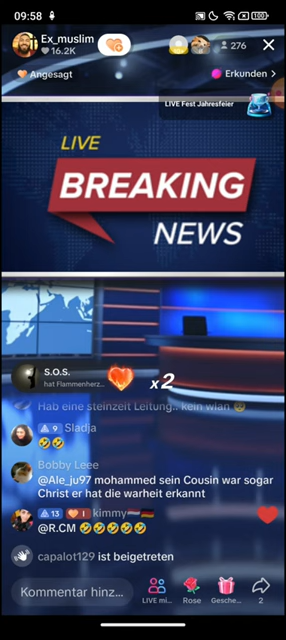 09:58
100
Ex_muslim
16.2K
276
Angesagt
Erkunden >
LIVE Fest Jahresfeier
LIVE
BREAKING
NEWS
S.O.S.
hat Flammenherz...
x2
Hab eine steinzeit Leitung.. kein wlan 😢
9 Sladja
🤣🤣
Bobby Leee
@Ale_ju97 mohammed sein Cousin war sogar
Christ er hat die warheit erkannt
13 I kimmy🇳🇱🇩🇪
@R.CM 🤣🤣🤣🤣🤣
capalot129 ist beigetreten
Kommentar hinz...
LIVE mi...
Rose
Gesche...
2